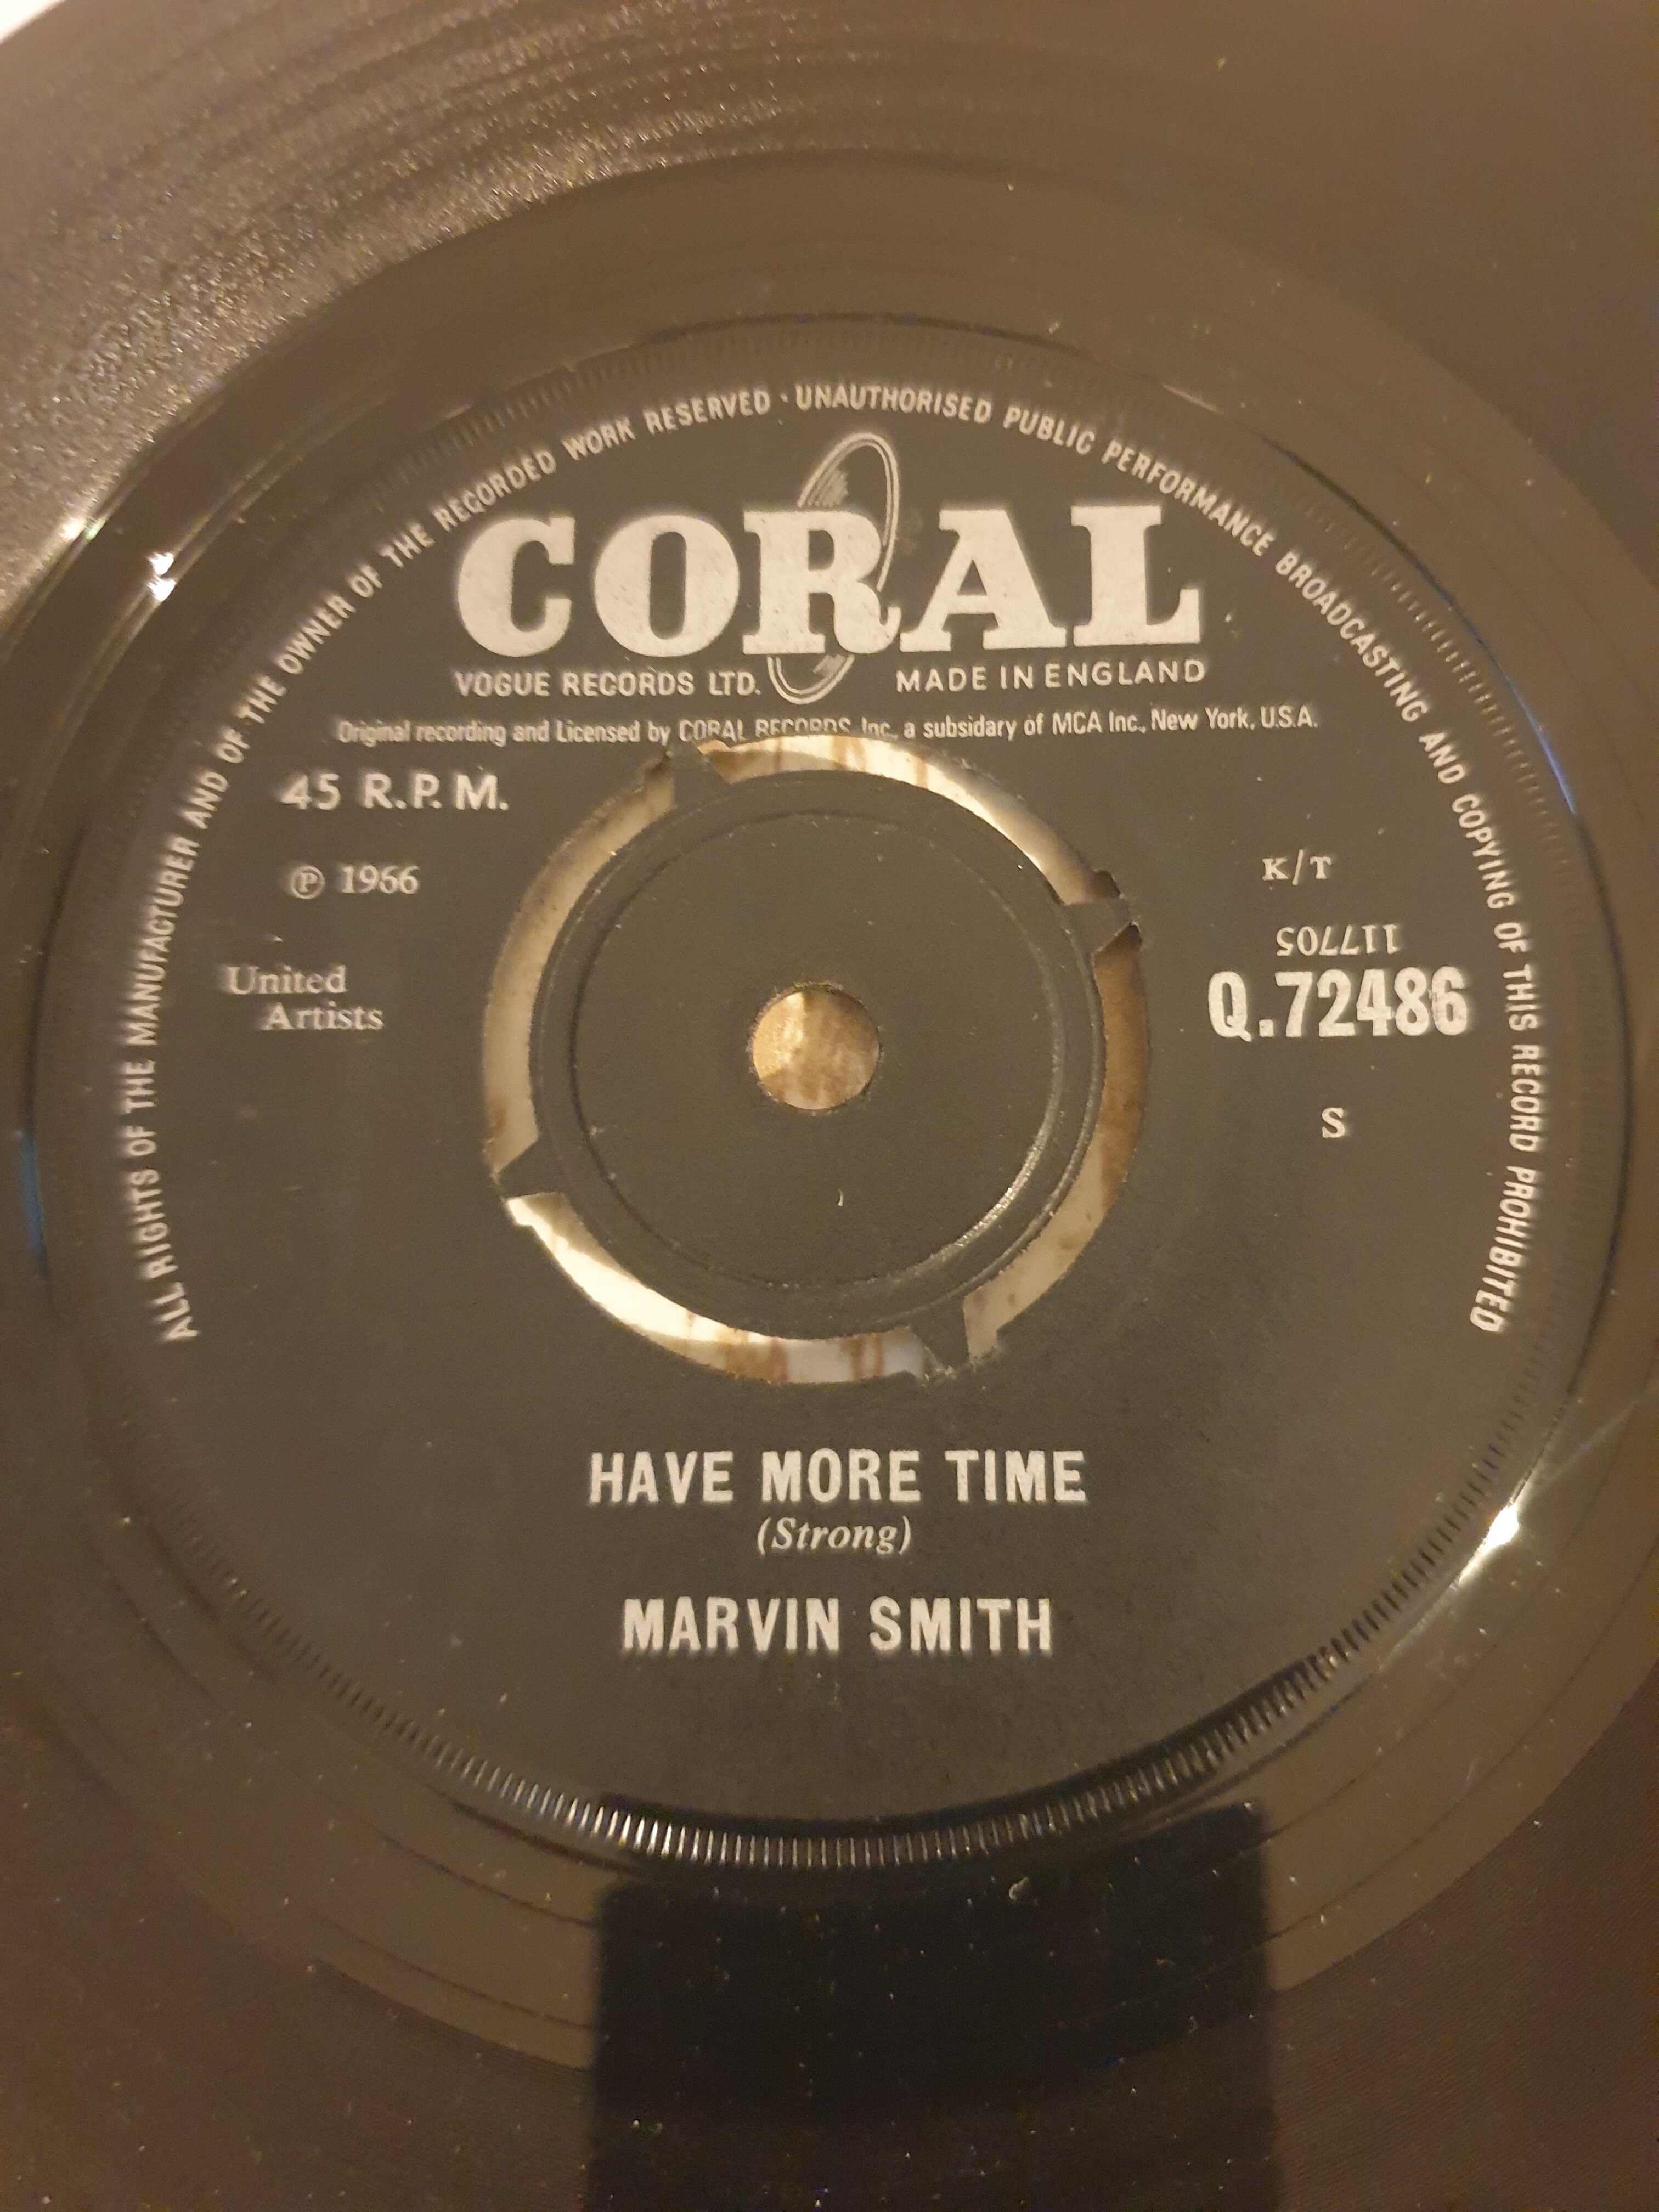 ALL RIGHTS OF THE MANUFACTURER AND OF THE OWNER OF THE RECORDED WORK RESERVED · UNAUTHORISED PUBLIC PERFORMANCE BROADCASTING AND COPYING OF THIS RECORD PROHIBITED
CORAL
VOGUE RECORDS LTD. MADE IN ENGLAND
Original recording and Licensed by CORAL RECORDS Inc. a subsidary of MCA Inc., New York, U.S.A.
45 R.P.M.
℗ 1966
K/T
117705
United
Artists
Q.72486
S
HAVE MORE TIME
(Strong)
MARVIN SMITH